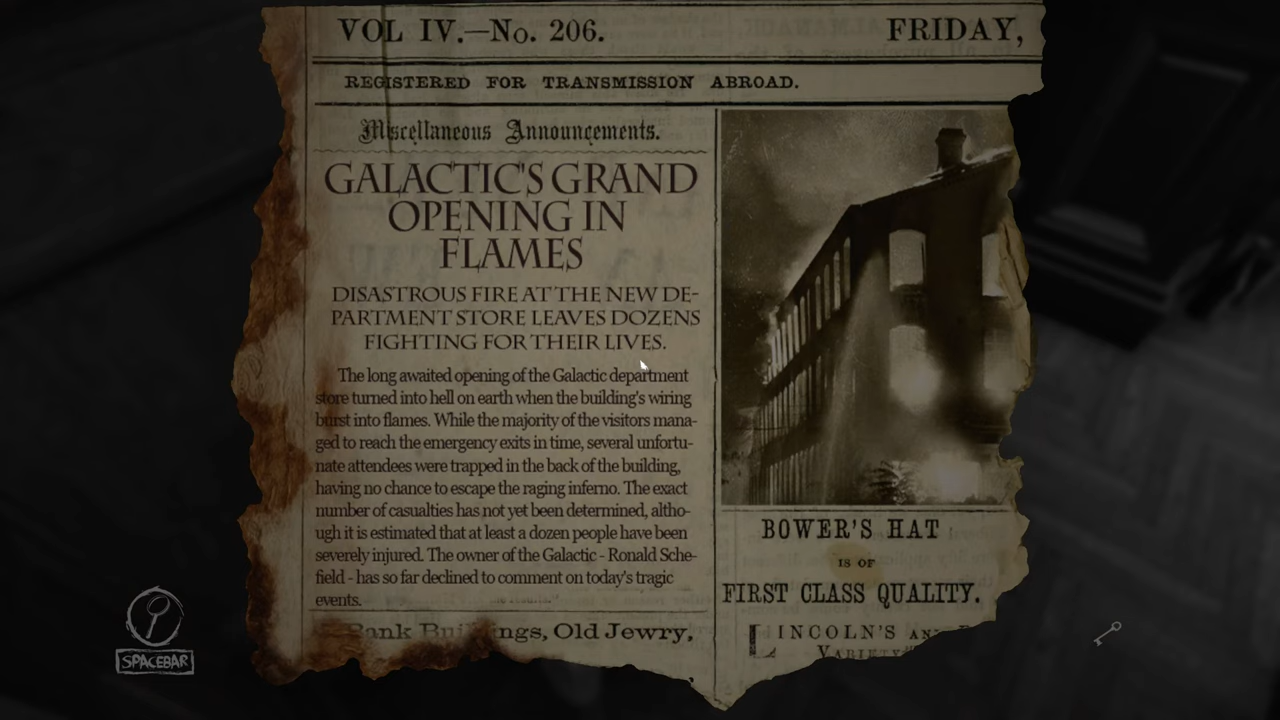 VOL IV.—No. 206.
FRIDAY,
REGISTERED FOR TRANSMISSION ABROAD.
Miscellaneous Announcements.
GALACTIC'S GRAND
OPENING IN
FLAMES
DISASTROUS FIRE AT THE NEW DE-
PARTMENT STORE LEAVES DOZENS
FIGHTING FOR THEIR LIVES.
The long awaited opening of the Galactic department
store turned into hell on earth when the building's wiring
burst into flames. While the majority of the visitors mana-
ged to reach the emergency exits in time, several unfortu-
nate attendees were trapped in the back of the building,
having no chance to escape the raging inferno. The exact
number of casualties has not yet been determined, altho-
ugh it is estimated that at least a dozen people have been
severely injured. The owner of the Galactic - Ronald Sche-
field - has so far declined to comment on today's tragic
events.
Bank Buildings, Old Jewry,
BOWER'S HAT
IS OF
FIRST CLASS QUALITY.
LINCOLN'S AND
VARIETY
SPACEBAR